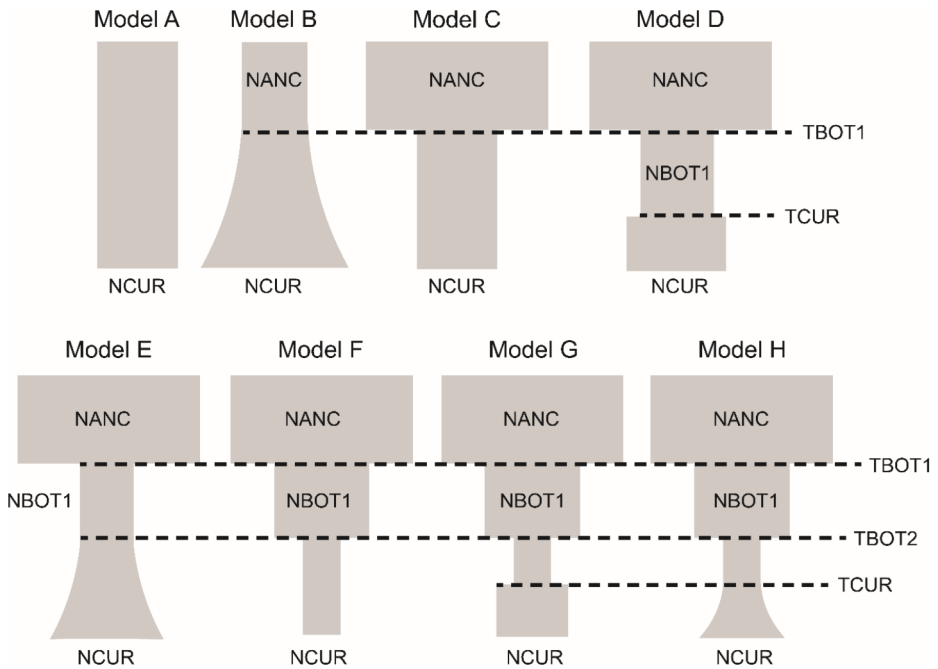 Model A Model B Model C Model D
NANC NANC NANC
TBOT1
NBOT1
TCUR
NCUR NCUR NCUR NCUR
Model E Model F Model G Model H
NANC NANC NANC NANC
TBOT1
NBOT1 NBOT1 NBOT1 NBOT1
TBOT2
TCUR
NCUR NCUR NCUR NCUR